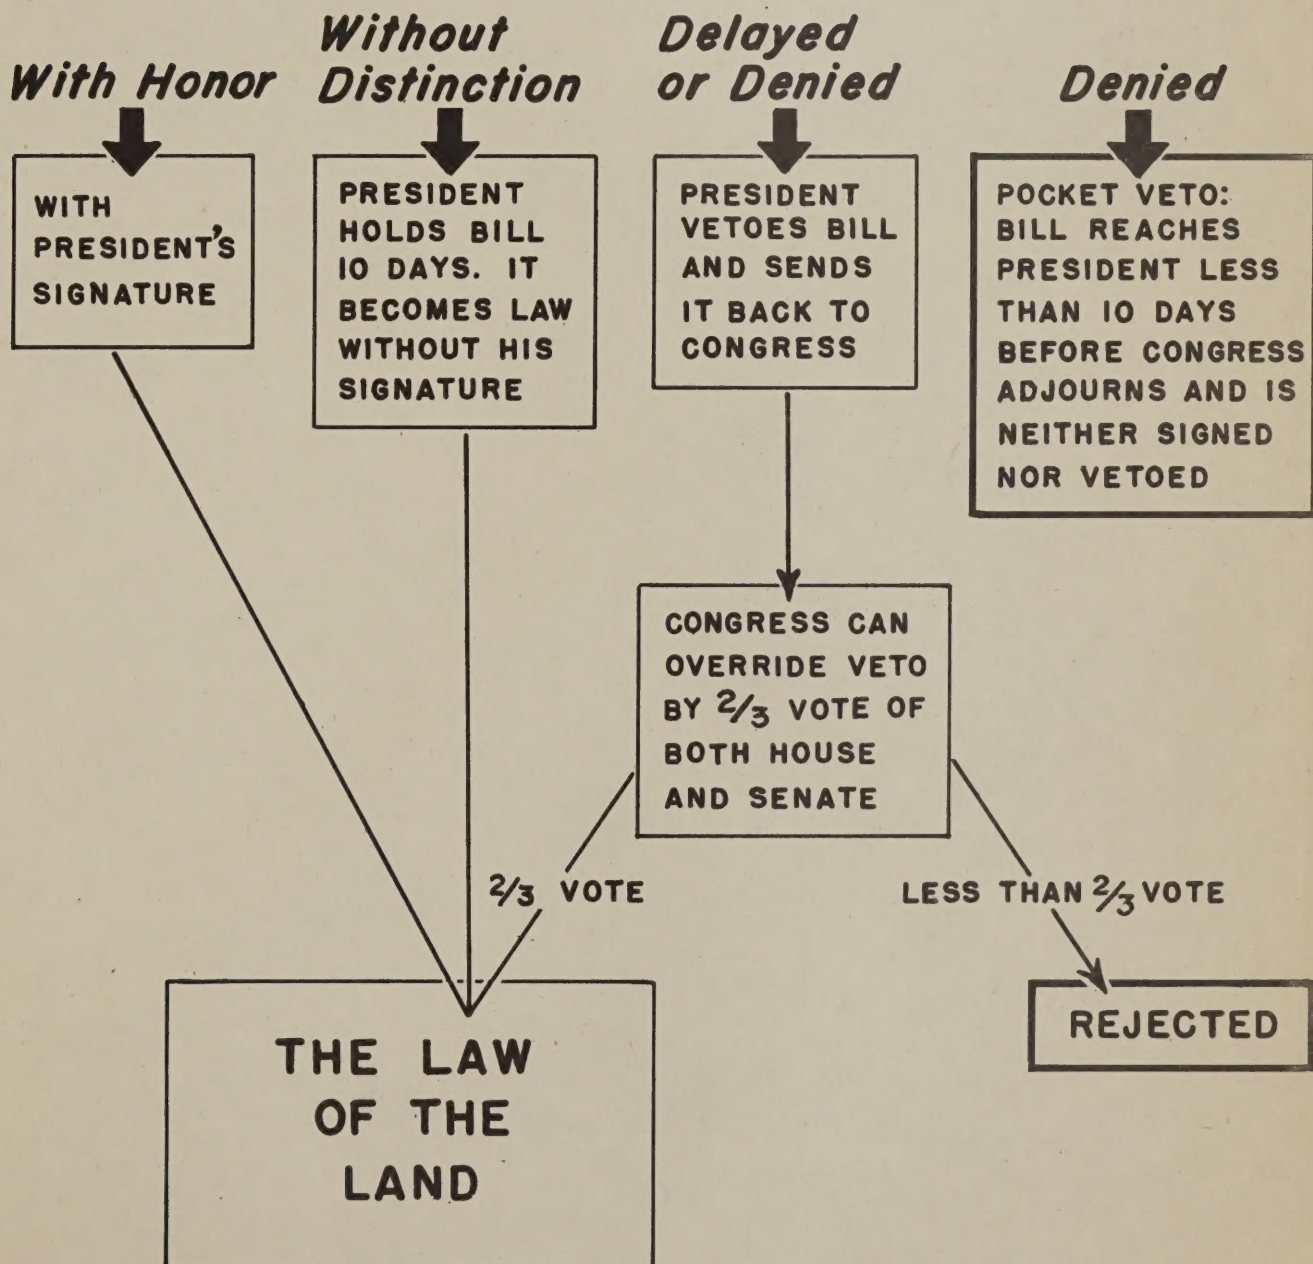 With Honor
Without
Distinction
Delayed
or Denied
Denied
WITH
PRESIDENT'S
SIGNATURE
PRESIDENT
HOLDS BILL
10 DAYS. IT
BECOMES LAW
WITHOUT HIS
SIGNATURE
PRESIDENT
VETOES BILL
AND SENDS
IT BACK TO
CONGRESS
POCKET VETO:
BILL REACHES
PRESIDENT LESS
THAN 10 DAYS
BEFORE CONGRESS
ADJOURNS AND IS
NEITHER SIGNED
NOR VETOED
CONGRESS CAN
OVERRIDE VETO
BY 2/3 VOTE OF
BOTH HOUSE
AND SENATE
2/3 VOTE
LESS THAN 2/3 VOTE
THE LAW
OF THE
LAND
REJECTED